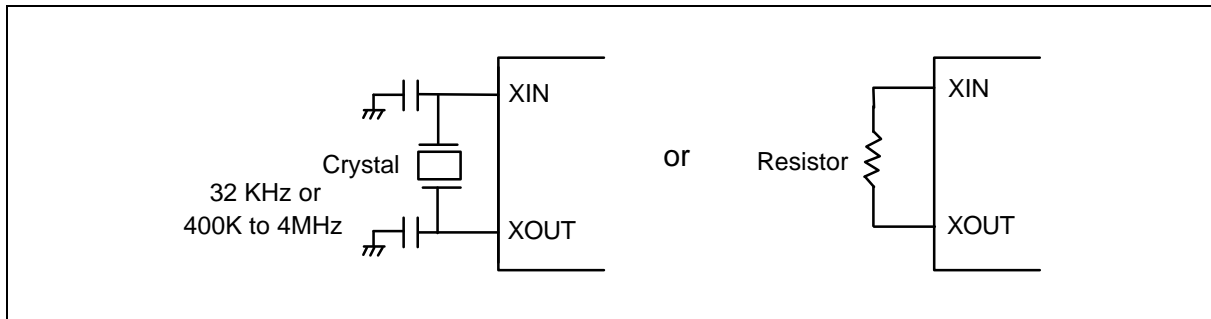 XIN
Crystal
32 KHz or
400K to 4MHz
XOUT
or
XIN
Resistor
XOUT